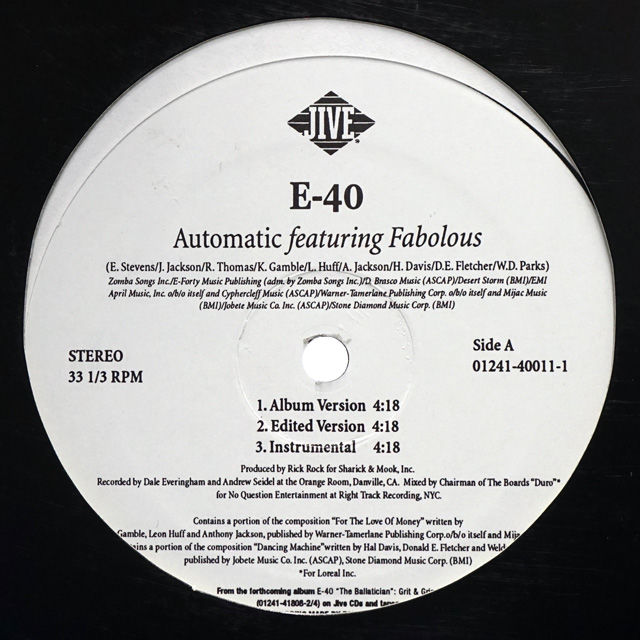 JIVE
E-40
Automatic featuring Fabolous
(E. Stevens/J. Jackson/R. Thomas/K. Gamble/L. Huff/A. Jackson/H. Davis/D.E. Fletcher/W.D. Parks)
Zomba Songs Inc./E-Forty Music Publishing (adm. by Zomba Songs Inc.)/D. Brasco Music (ASCAP)/Desert Storm (BMI)/EMI
April Music, Inc. o/b/o itself and Cyphercleff Music (ASCAP)/Warner-Tamerlane Publishing Corp. o/b/o itself and Mijac Music
(BMI)/Jobete Music Co. Inc. (ASCAP)/Stone Diamond Music Corp. (BMI)
STEREO
33 1/3 RPM
Side A
01241-40011-1
1. Album Version 4:18
2. Edited Version 4:18
3. Instrumental 4:18
Produced by Rick Rock for Sharick & Mook, Inc.
Recorded by Dale Everingham and Andrew Seidel at the Orange Room, Danville, CA. Mixed by Chairman of The Boards "Duro"*
for No Question Entertainment at Right Track Recording, NYC.
Contains a portion of the composition "For The Love Of Money" written by
Gamble, Leon Huff and Anthony Jackson, published by Warner-Tamerlane Publishing Corp.o/b/o itself and Mija
ains a portion of the composition "Dancing Machine"written by Hal Davis, Donald E. Fletcher and Weld
published by Jobete Music Co. Inc. (ASCAP), Stone Diamond Music Corp. (BMI)
*For Loreal Inc.
From the forthcoming album E-40 "The Ballatician": Grit & Gri
(01241-41808-2/4) on Jive CDs and tape